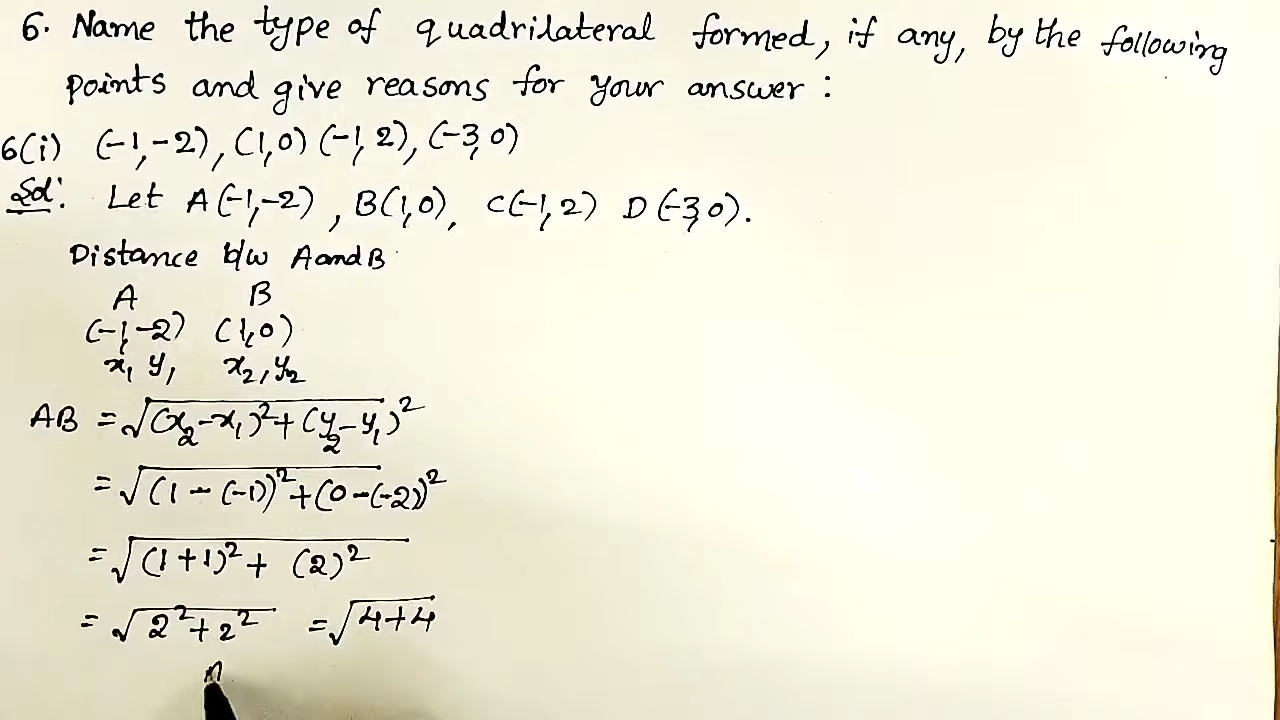 6. Name the type of quadrilateral formed, if any, by the following
points and give reasons for your answer :
6(i) (-1,-2), (1,0) (-1,2), (-3,0)
Sol: Let A(-1,-2), B(1,0), C(-1,2) D(-3,0).
Distance b/w A and B
A B
(-1,-2) (1,0)
x₁ y₁ x₂, y₂
AB = √(x₂-x₁)²+(y₂-y₁)²
= √(1-(-1))²+(0-(-2))²
= √(1+1)²+ (2)²
= √2²+2² = √4+4